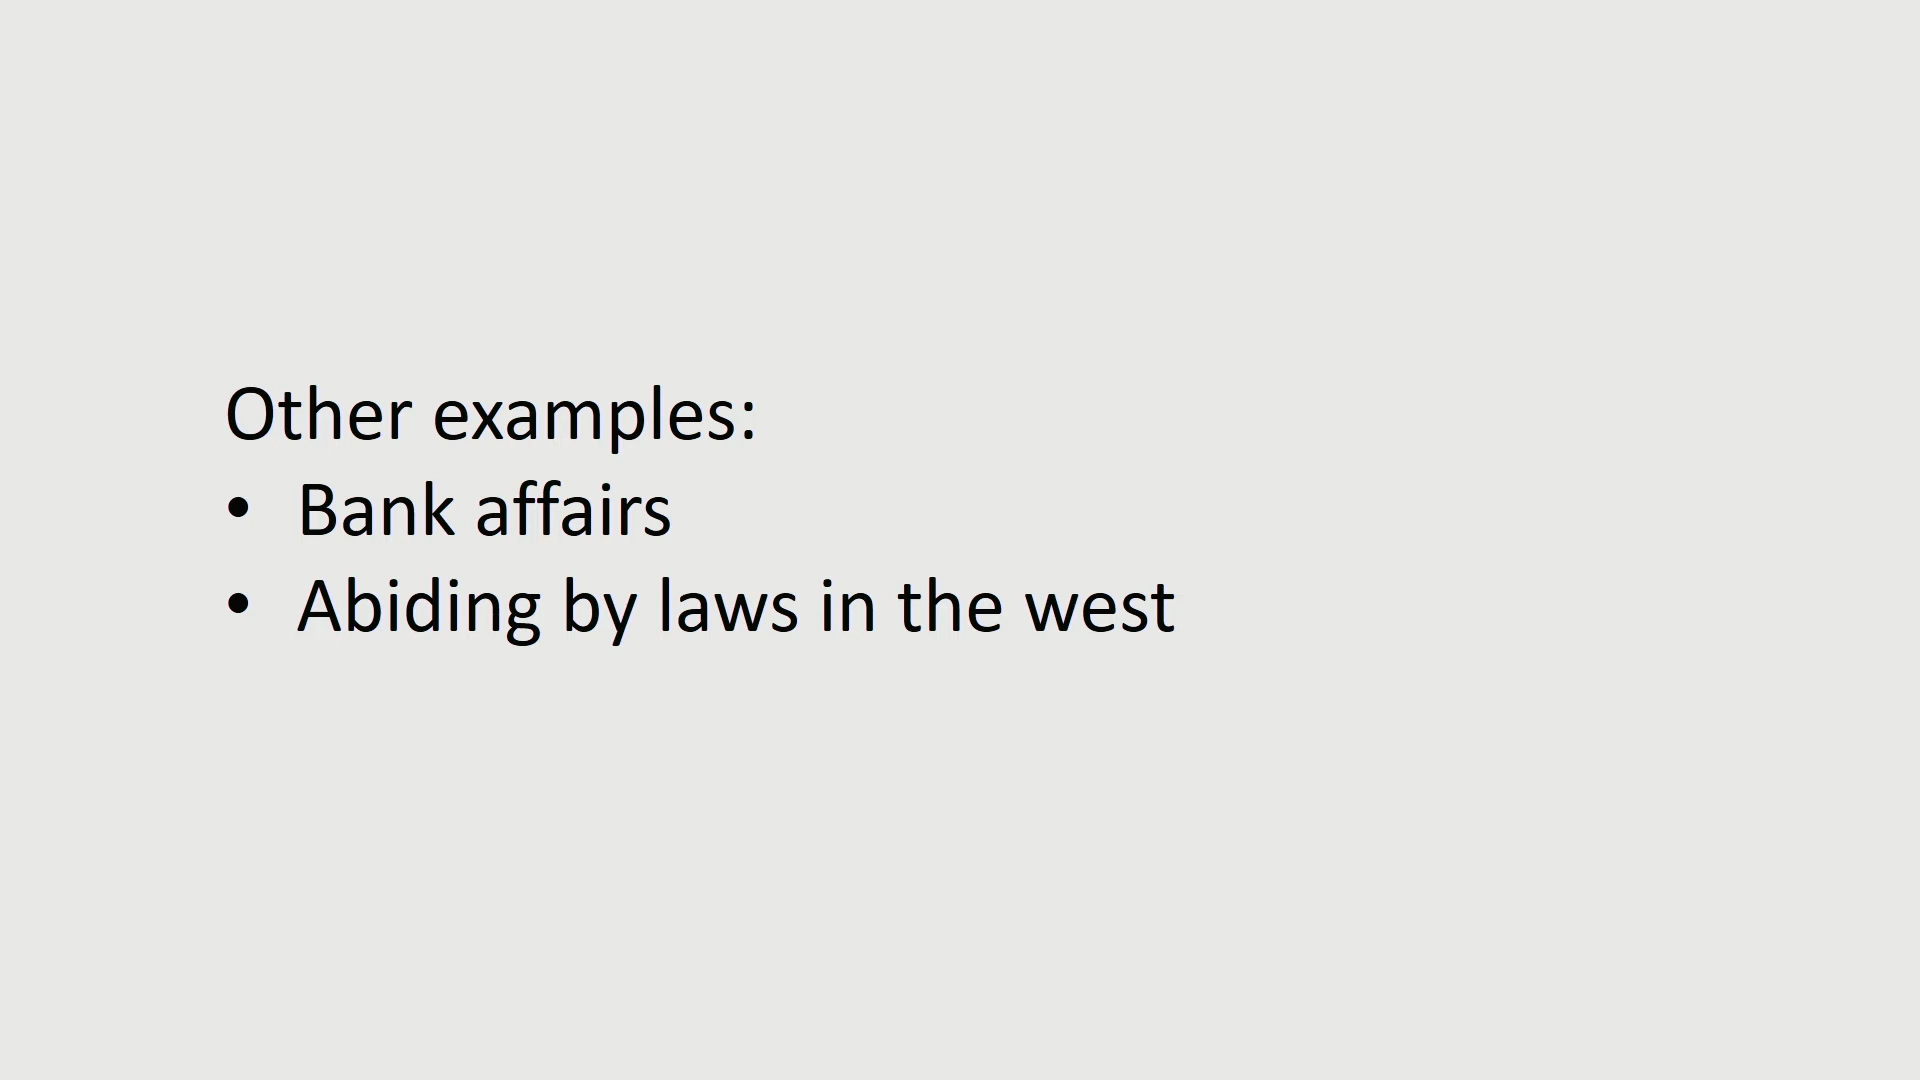 Other examples:
• Bank affairs
• Abiding by laws in the west